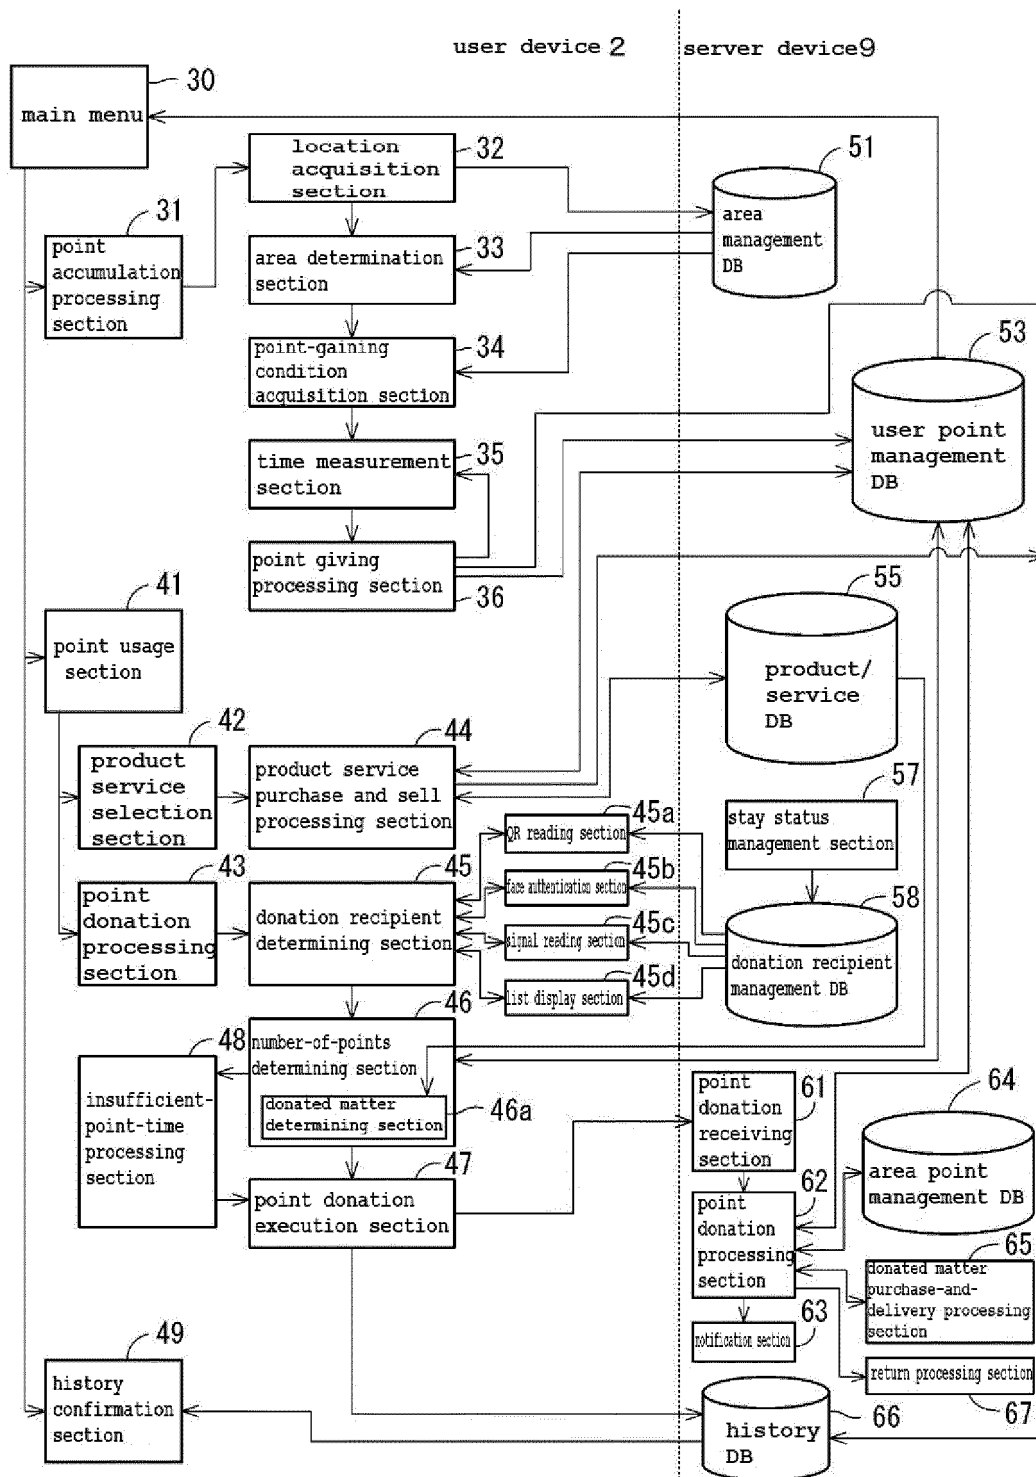 user device 2
server device9
30
main menu
32
location
acquisition
section
51
area
management
DB
31
point
accumulation
processing
section
33
area determination
section
34
point-gaining
condition
acquisition section
53
user point
management
DB
35
time measurement
section
point giving
processing section
36
41
point usage
section
55
product/
service
DB
42
product
service
selection
section
44
product service
purchase and sell
processing section
57
stay status
management section
45a
QR reading section
45b
face authentication section
43
point
donation
processing
section
45
donation recipient
determining section
45c
signal reading section
58
donation recipient
management DB
45d
list display section
46
number-of-points
determining section
donated matter
determining section
46a
48
insufficient-
point-time
processing
section
61
point
donation
receiving
section
64
area point
management DB
47
point donation
execution section
62
point
donation
processing
section
65
donated matter
purchase-and-
delivery processing
section
63
notification section
49
history
confirmation
section
return processing section
67
66
history
DB